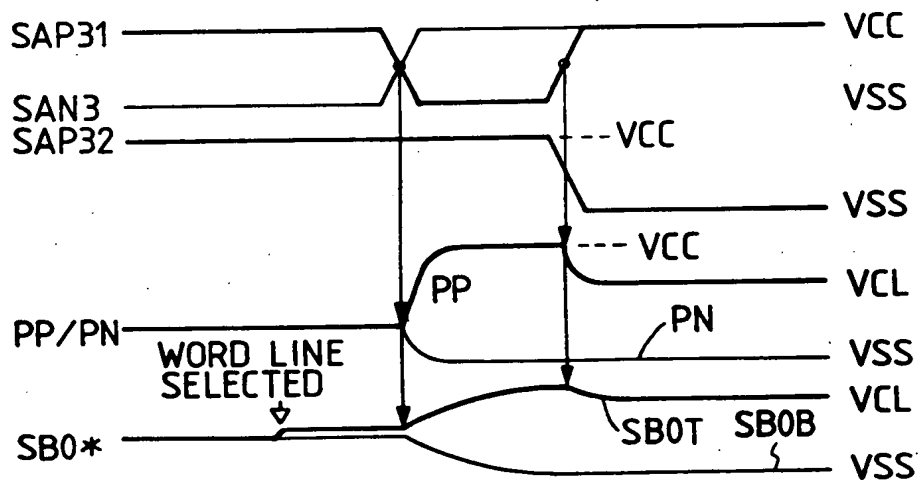 SAP31
VCC
SAN3
VSS
SAP32
VCC
VSS
VCC
PP
VCL
PP/PN
PN
WORD LINE
SELECTED
VSS
VCL
SB0*
SB0T
SB0B
VSS